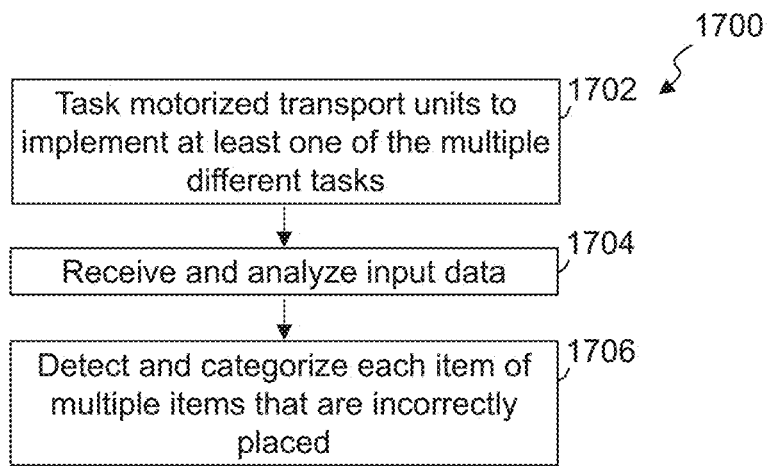 1700
Task motorized transport units to
1702
implement at least one of the multiple
different tasks
1704
Receive and analyze input data
1706
Detect and categorize each item of
multiple items that are incorrectly
placed